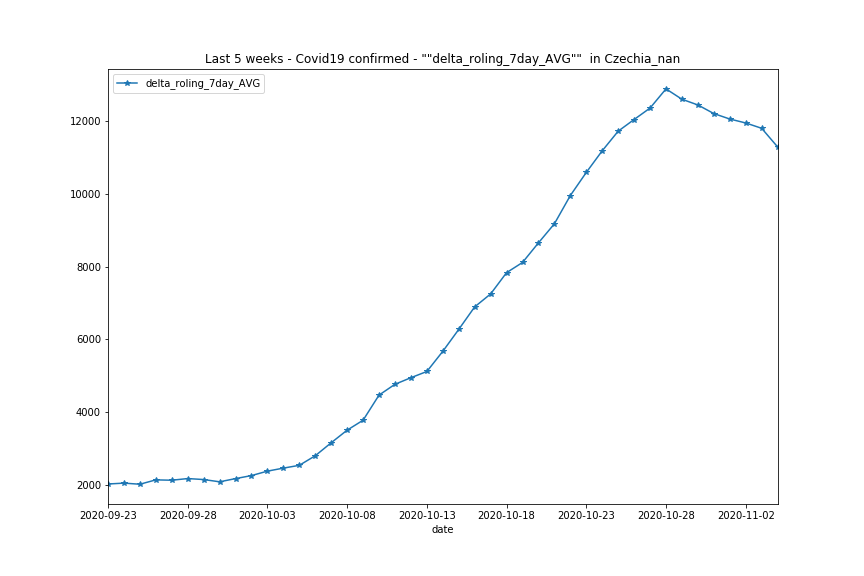 Last 5 weeks - Covid19 confirmed - ""delta_roling_7day_AVG"" in Czechia_nan
delta_roling_7day_AVG
12000
10000
8000
6000
4000
2000
2020-09-23 2020-09-28 2020-10-03 2020-10-08 2020-10-13 2020-10-18 2020-10-23 2020-10-28 2020-11-02
date